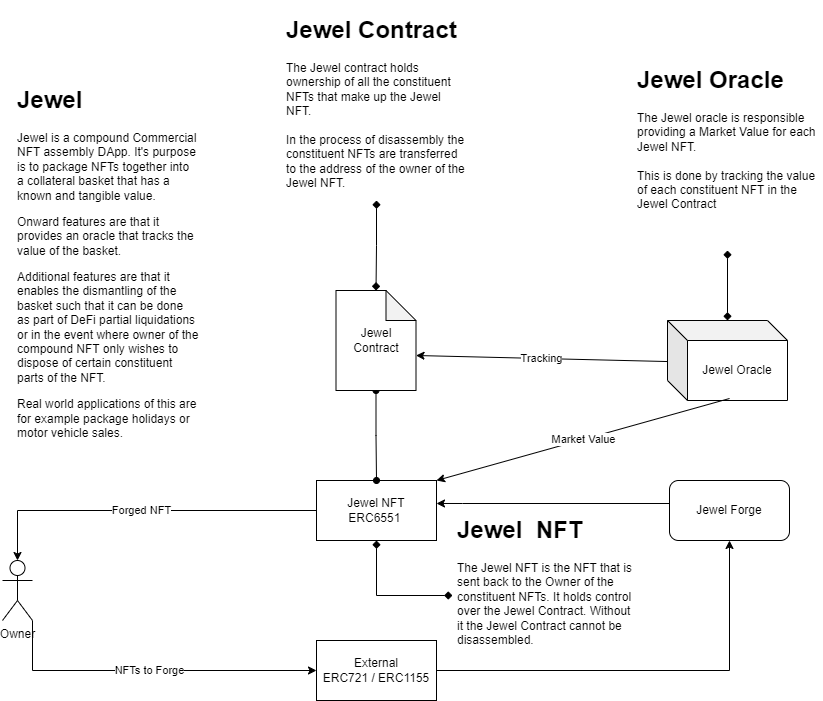 Jewel Contract
The Jewel contract holds
ownership of all the constituent
NFTs that make up the Jewel
NFT.
In the process of disassembly the
constituent NFTs are transferred
to the address of the owner of the
Jewel NFT.
Jewel Oracle
The Jewel oracle is responsible
providing a Market Value for each
Jewel NFT.
This is done by tracking the value
of each constituent NFT in the
Jewel Contract
Jewel
Jewel is a compound Commercial
NFT assembly DApp. It's purpose
is to package NFTs together into
a collateral basket that has a
known and tangible value.
Onward features are that it
provides an oracle that tracks the
value of the basket.
Additional features are that it
enables the dismantling of the
basket such that it can be done
as part of DeFi partial liquidations
or in the event where owner of the
compound NFT only wishes to
dispose of certain constituent
parts of the NFT.
Real world applications of this are
for example package holidays or
motor vehicle sales.
Jewel
Contract
Tracking
Jewel Oracle
Market Value
Forged NFT
Jewel NFT
ERC6551
Jewel Forge
Jewel NFT
The Jewel NFT is the NFT that is
sent back to the Owner of the
constituent NFTs. It holds control
over the Jewel Contract. Without
it the Jewel Contract cannot be
disassembled.
Owner
NFTs to Forge
External
ERC721 / ERC1155